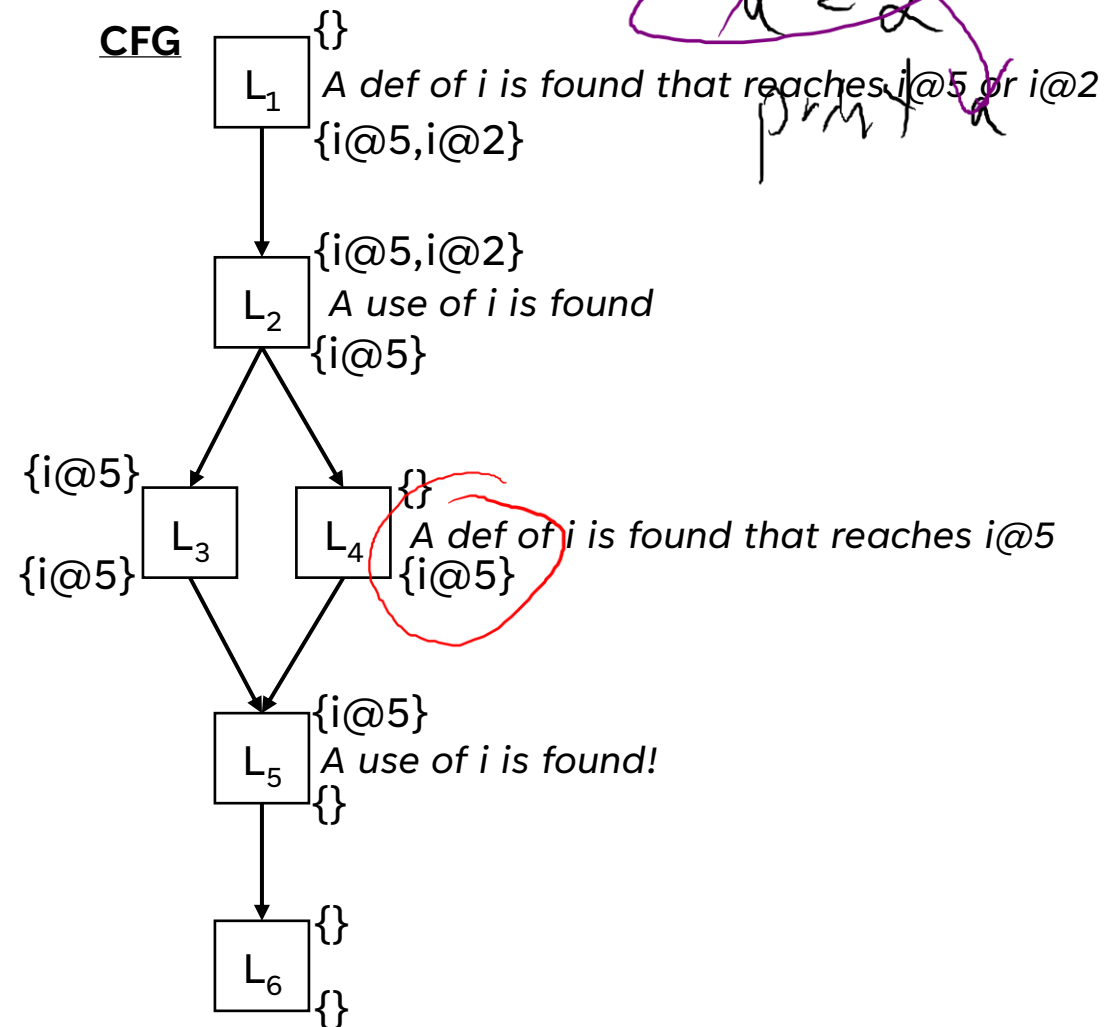 CFG
{}
a = 2
L₁
A def of i is found that reaches i@5 or i@2
print a
{i@5,i@2}
{i@5,i@2}
L₂
A use of i is found
{i@5}
{i@5}
{}
L₃
L₄
A def of i is found that reaches i@5
{i@5}
{i@5}
{i@5}
L₅
A use of i is found!
{}
{}
L₆
{}